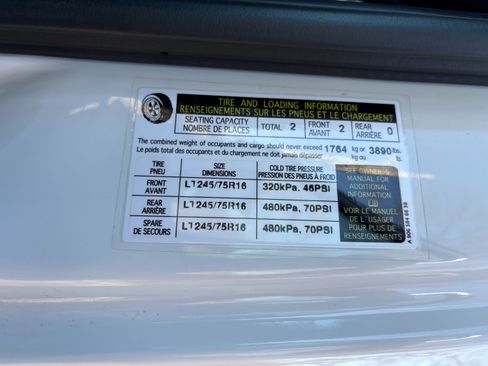 TIRE AND LOADING INFORMATION
RENSEIGNEMENTS SUR LES PNEUS ET LE CHARGEMENT
SEATING CAPACITY TOTAL 2 FRONT 2 REAR 0
NOMBRE DE PLACES AVANT ARRIÈRE
The combined weight of occupants and cargo should never exceed 1764 kg or 3890 lbs.
Le poids total des occupants et du chargement ne doit jamais dépasser kg ou lb.
TIRE SIZE COLD TIRE PRESSURE
PNEU DIMENSIONS PRESSION DES PNEUS À FROID
FRONT LT245/75R16 320kPa, 46PSI
AVANT
REAR LT245/75R16 480kPa, 70PSI
ARRIÈRE
SPARE LT245/75R16 480kPa, 70PSI
DE SECOURS
SEE OWNER'S
MANUAL FOR
ADDITIONAL
INFORMATION
VOIR LE MANUEL
DE L'USAGER
POUR PLUS DE
RENSEIGNEMENTS